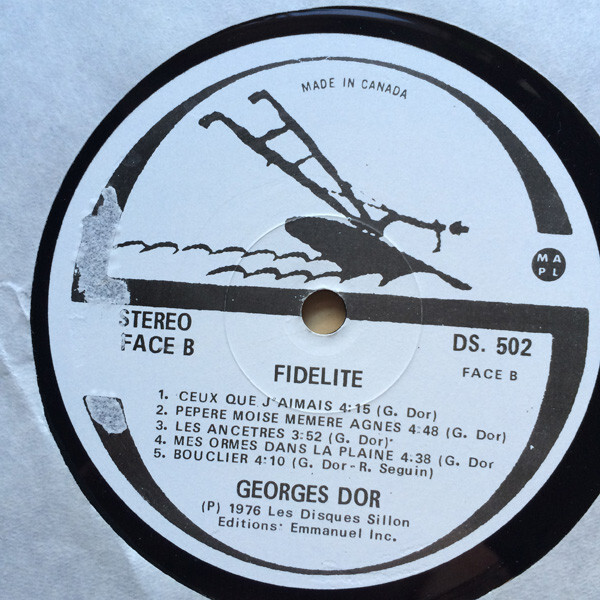 MADE IN CANADA
M A
P L
STEREO
FACE B
DS. 502
FACE B
FIDELITE
1. CEUX QUE J'AIMAIS 4:15 (G. Dor)
2. PEPERE MOISE MEMERE AGNES 4:48 (G. Dor)
3. LES ANCETRES 3:52 (G. Dor)
4. MES ORMES DANS LA PLAINE 4:38 (G. Dor
5. BOUCLIER 4:10 (G. Dor-R. Seguin)
GEORGES DOR
(P) 1976 Les Disques Sillon
Editions Emmanuel Inc.